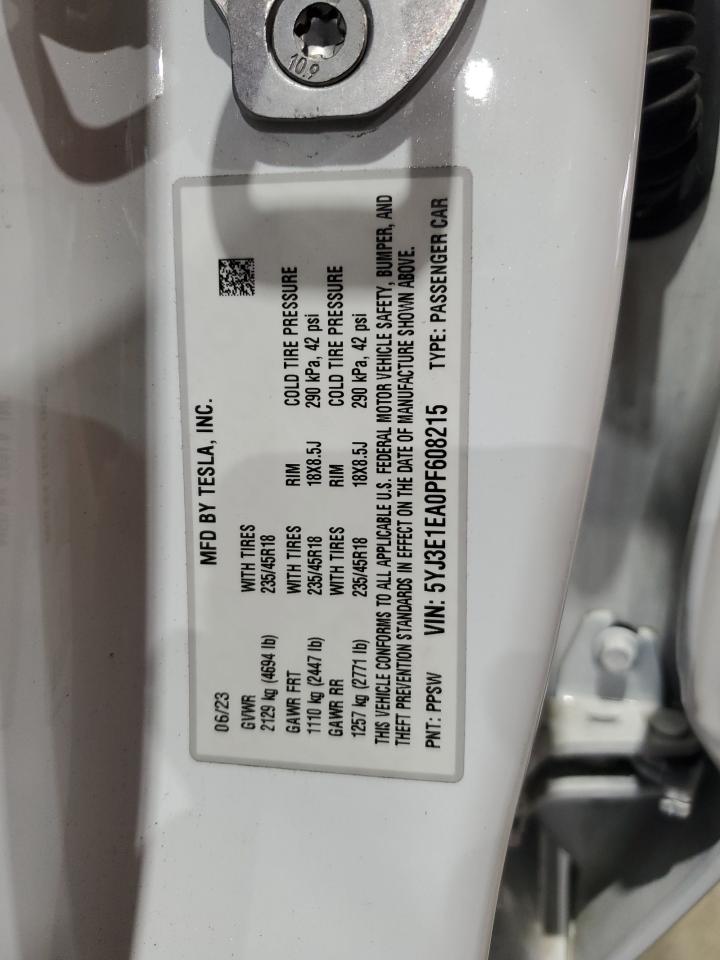 10.9
06/23 MFD BY TESLA, INC.
GVWR WITH TIRES
2129 kg (4694 lb) 235/45R18
GAWR FRT WITH TIRES RIM COLD TIRE PRESSURE
1110 kg (2447 lb) 235/45R18 18X8.5J 290 kPa, 42 psi
GAWR RR WITH TIRES RIM COLD TIRE PRESSURE
1257 kg (2771 lb) 235/45R18 18X8.5J 290 kPa, 42 psi
THIS VEHICLE CONFORMS TO ALL APPLICABLE U.S. FEDERAL MOTOR VEHICLE SAFETY, BUMPER, AND
THEFT PREVENTION STANDARDS IN EFFECT ON THE DATE OF MANUFACTURE SHOWN ABOVE.
PNT: PPSW VIN: 5YJ3E1EA0PF608215 TYPE: PASSENGER CAR